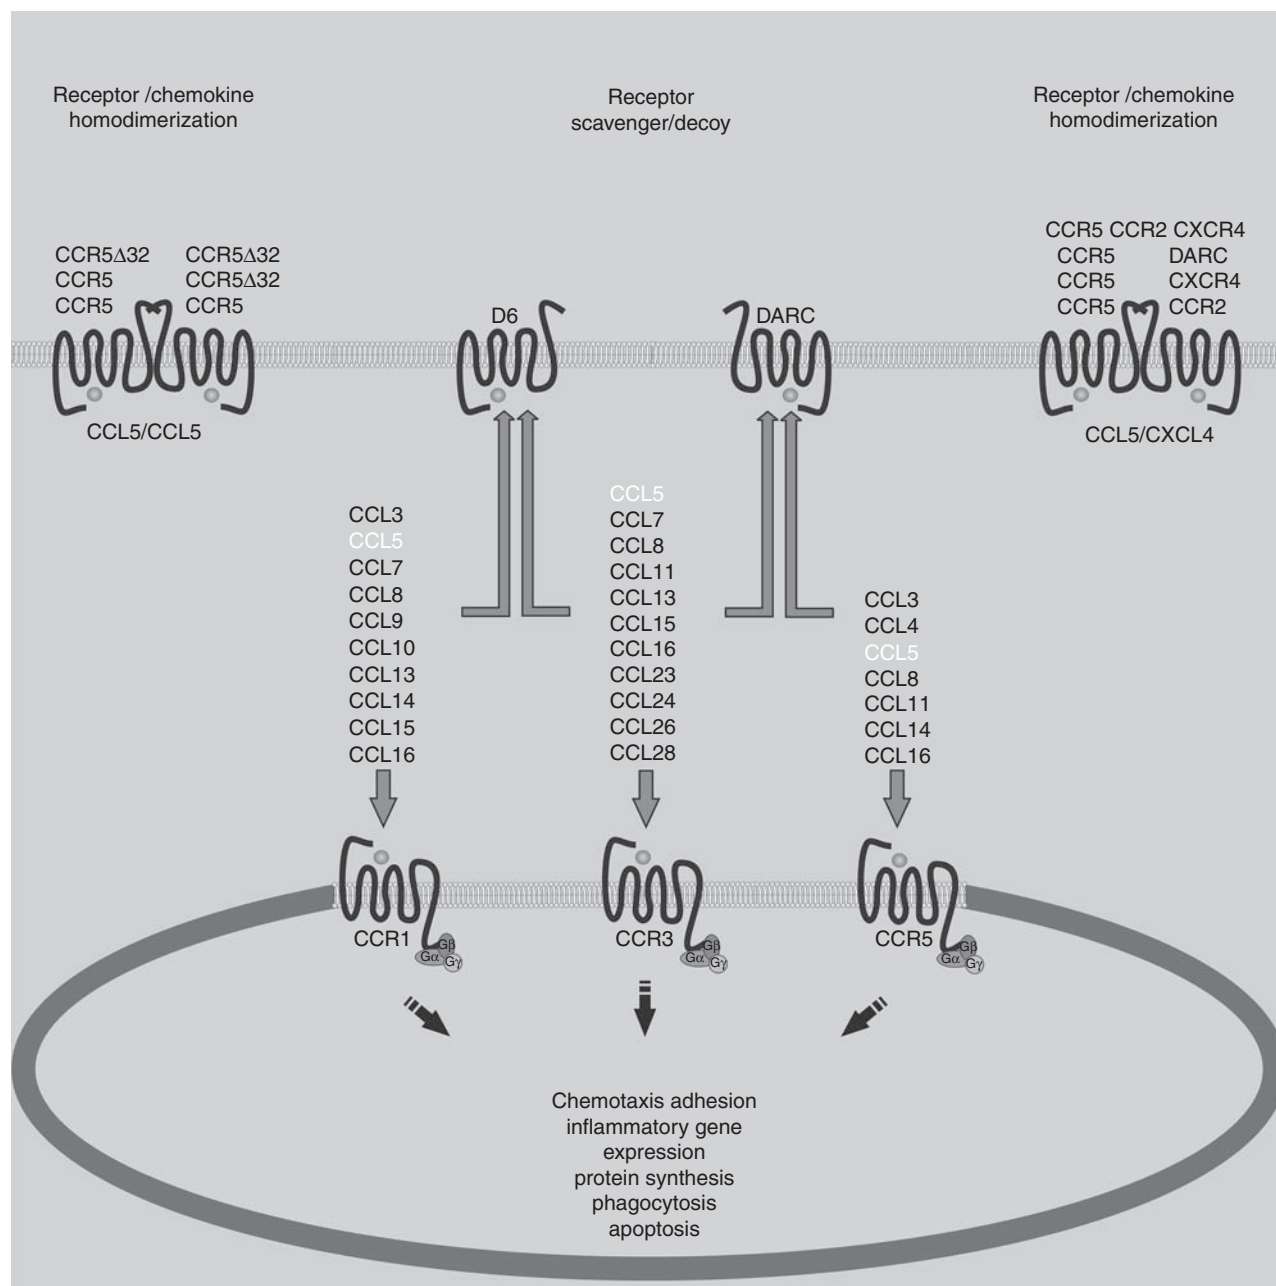 Receptor /chemokine
homodimerization
Receptor
scavenger/decoy
Receptor /chemokine
homodimerization
CCR5Δ32 CCR5Δ32
CCR5 CCR5Δ32
CCR5 CCR5
D6
DARC
CCR5 CCR2 CXCR4
CCR5 DARC
CCR5 CXCR4
CCR5 CCR2
CCL5/CCL5
CCL5/CXCL4
CCL3
CCL5
CCL7
CCL8
CCL9
CCL10
CCL13
CCL14
CCL15
CCL16
CCL5
CCL7
CCL8
CCL11
CCL13
CCL15
CCL16
CCL23
CCL24
CCL26
CCL28
CCL3
CCL4
CCL5
CCL8
CCL11
CCL14
CCL16
CCR1
Gα Gβ Gγ
CCR3
Gα Gβ Gγ
CCR5
Gα Gβ Gγ
Chemotaxis adhesion
inflammatory gene
expression
protein synthesis
phagocytosis
apoptosis